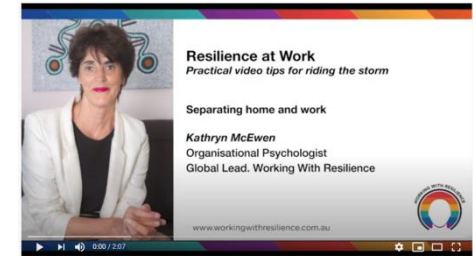 Resilience at Work
Practical video tips for riding the storm
Separating home and work
Kathryn McEwen
Organisational Psychologist
Global Lead. Working With Resilience
WORKING WITH RESILIENCE
www.workingwithresilience.com.au
0:00 / 2:07